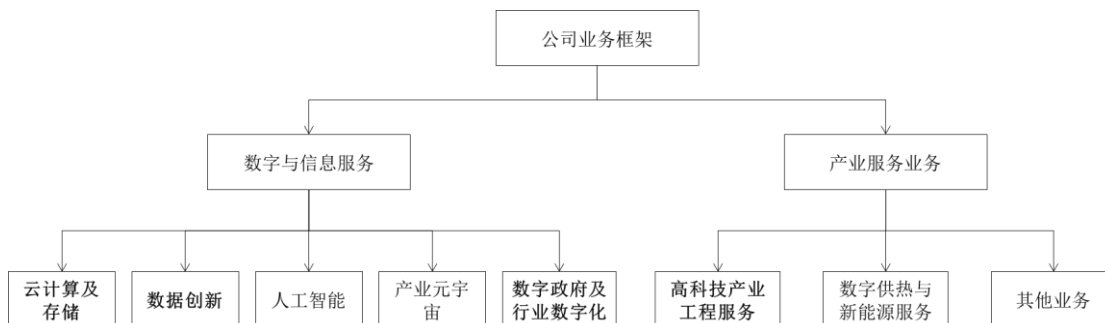 公司业务框架
数字与信息服务
产业服务业务
云计算及
存储
数据创新
人工智能
产业元宇
宙
数字政府及
行业数字化
高科技产业
工程服务
数字供热与
新能源服务
其他业务